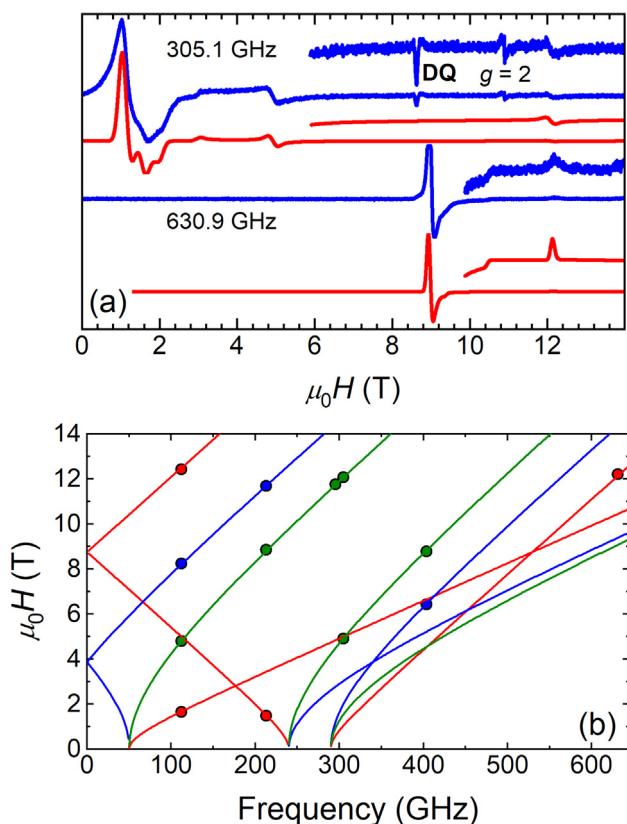 305.1 GHz
DQ g = 2
630.9 GHz
(a)
0 2 4 6 8 10 12
μ₀H (T)
14
12
10
8
6
4
2
0
μ₀H (T)
(b)
0 100 200 300 400 500 600
Frequency (GHz)